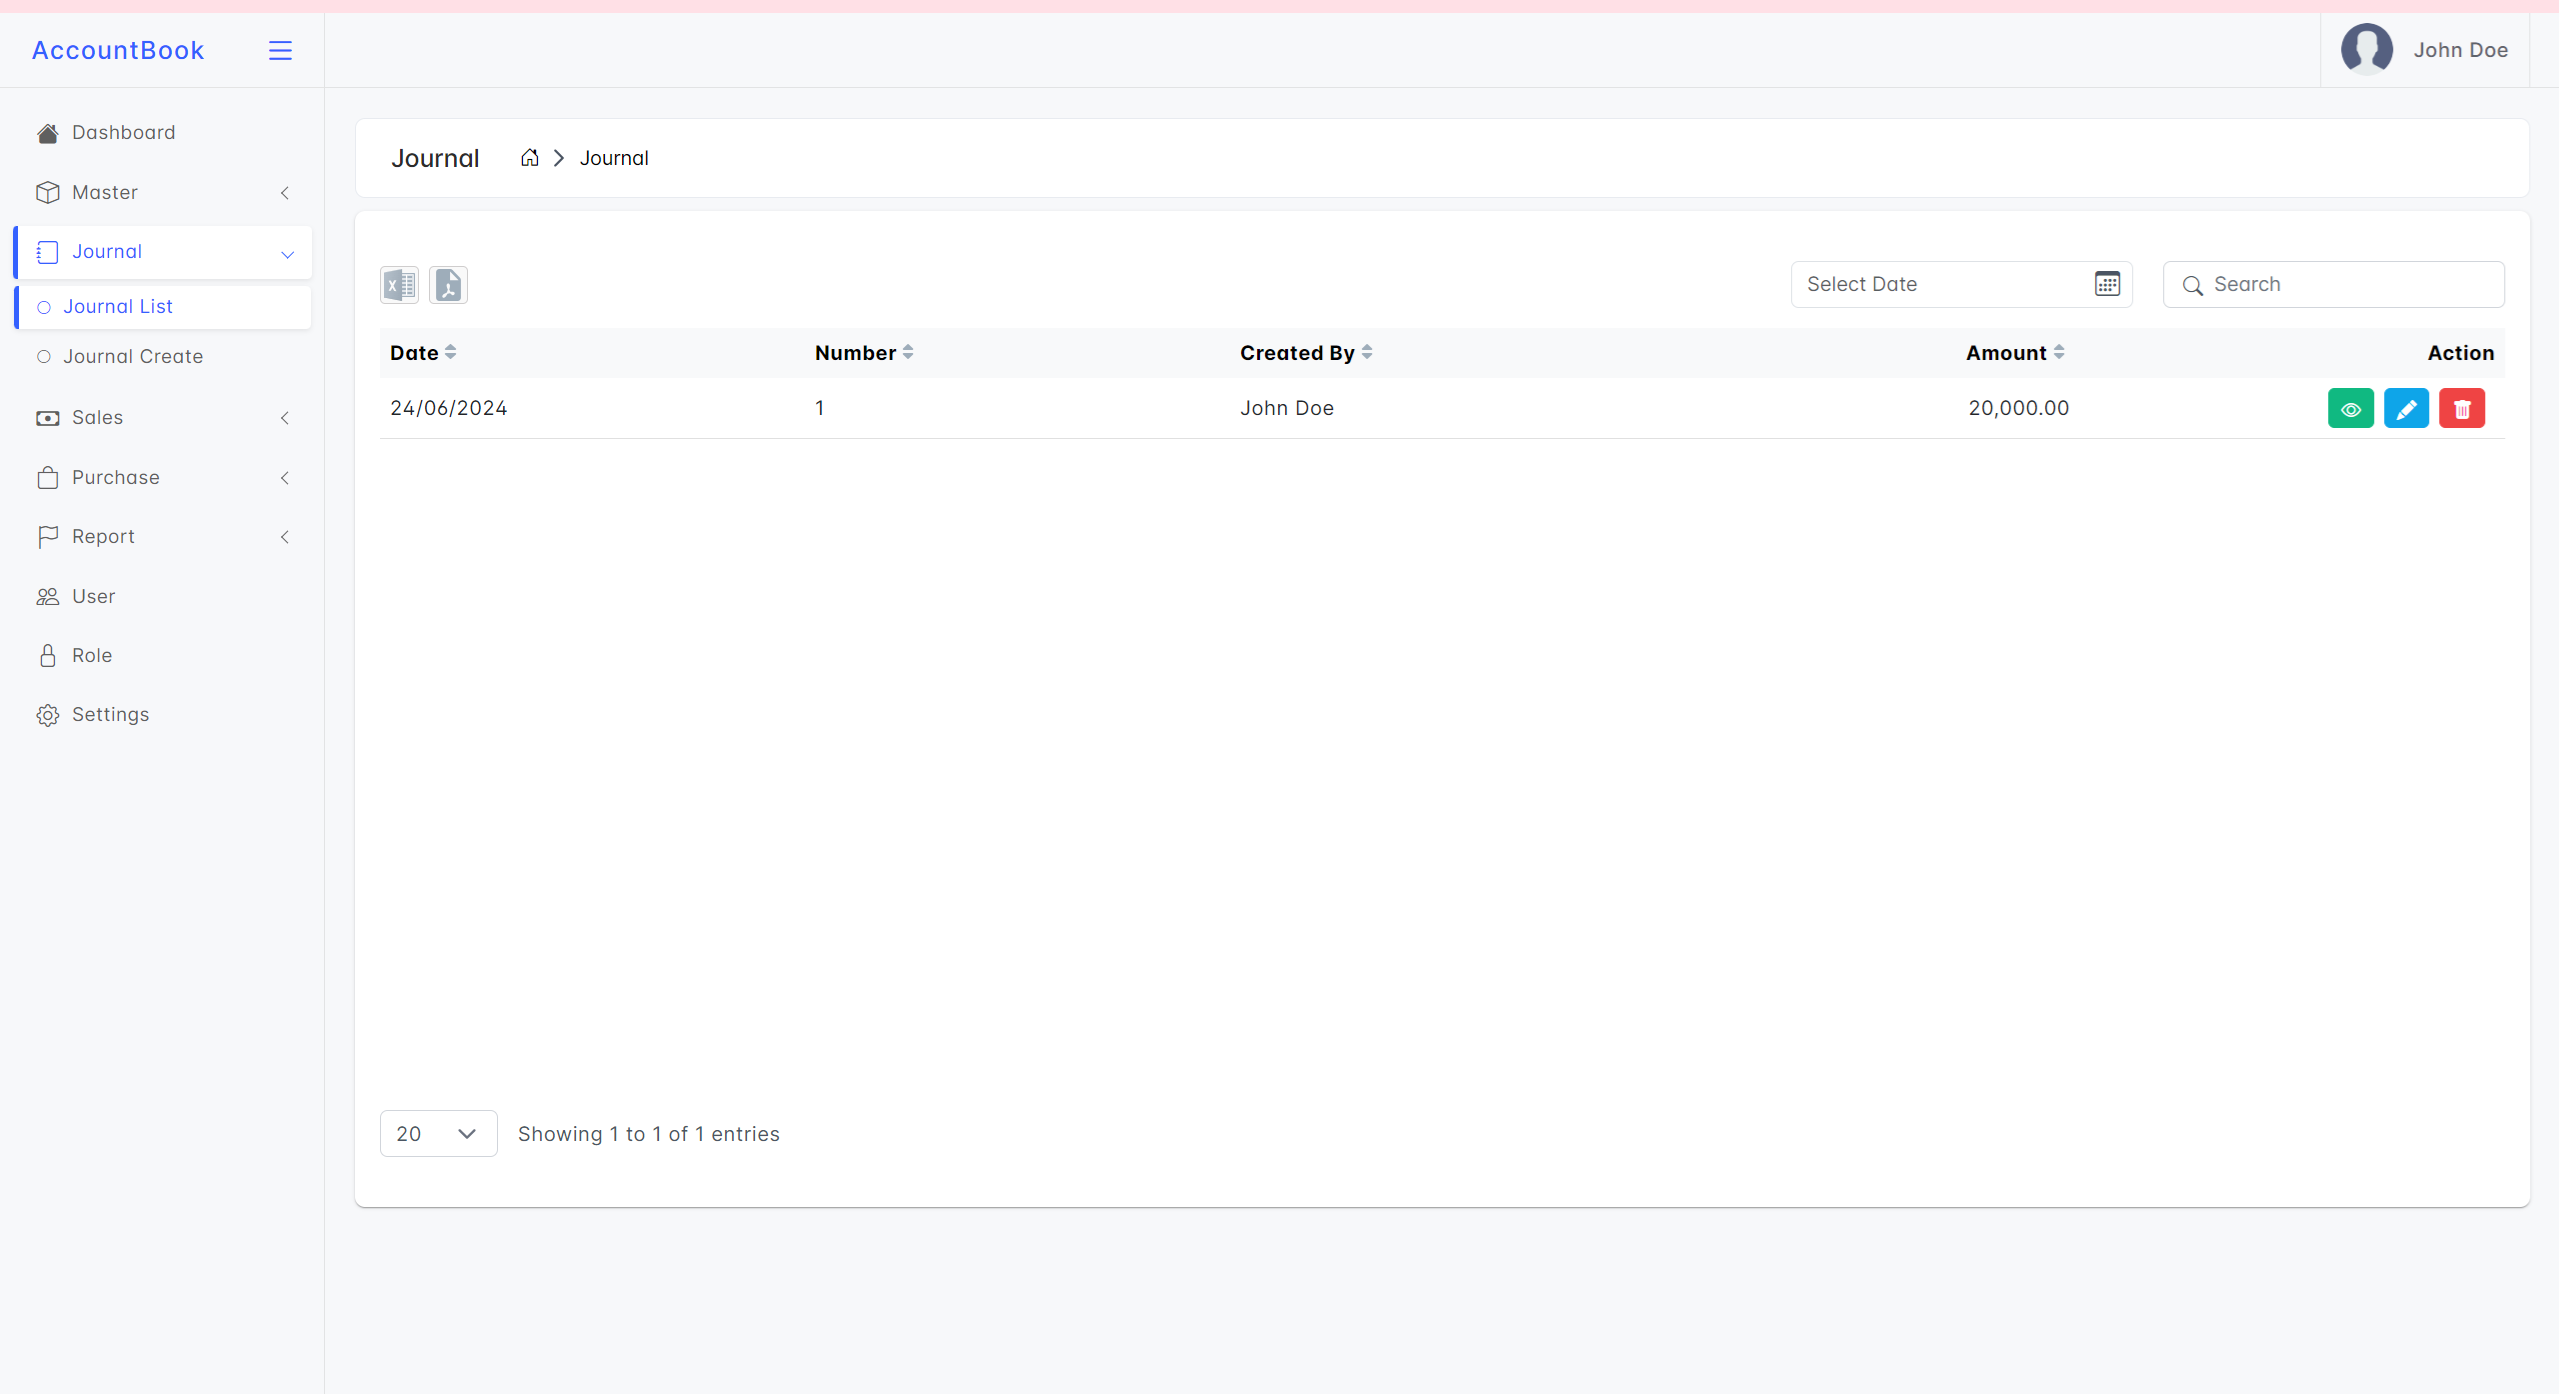 AccountBook
John Doe
Dashboard
Master
Journal
Journal List
Journal Create
Sales
Purchase
Report
User
Role
Settings
Journal Journal
Select Date Search
Date Number Created By Amount Action
24/06/2024 1 John Doe 20,000.00
20 Showing 1 to 1 of 1 entries